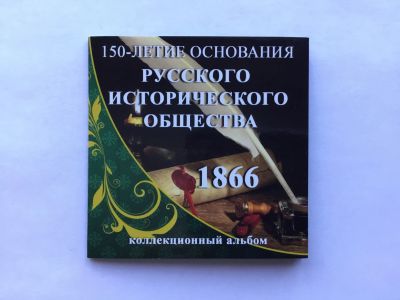 150-ЛЕТИЕ ОСНОВАНИЯ
РУССКОГО
ИСТОРИЧЕСКОГО
ОБЩЕСТВА
1866
коллекционный альбом